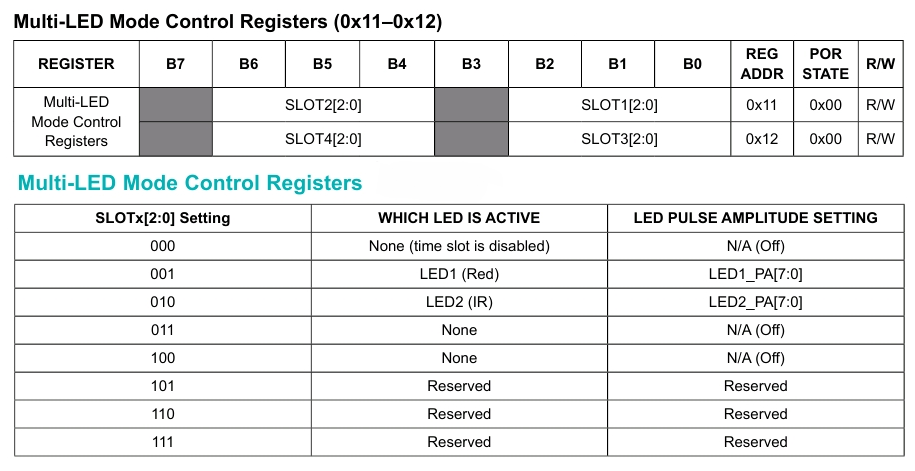 Multi-LED Mode Control Registers (0x11–0x12)
REGISTER B7 B6 B5 B4 B3 B2 B1 B0 REG ADDR POR STATE R/W
Multi-LED Mode Control Registers
SLOT2[2:0] SLOT1[2:0] 0x11 0x00 R/W
SLOT4[2:0] SLOT3[2:0] 0x12 0x00 R/W
Multi-LED Mode Control Registers
SLOTx[2:0] Setting WHICH LED IS ACTIVE LED PULSE AMPLITUDE SETTING
000 None (time slot is disabled) N/A (Off)
001 LED1 (Red) LED1_PA[7:0]
010 LED2 (IR) LED2_PA[7:0]
011 None N/A (Off)
100 None N/A (Off)
101 Reserved Reserved
110 Reserved Reserved
111 Reserved Reserved